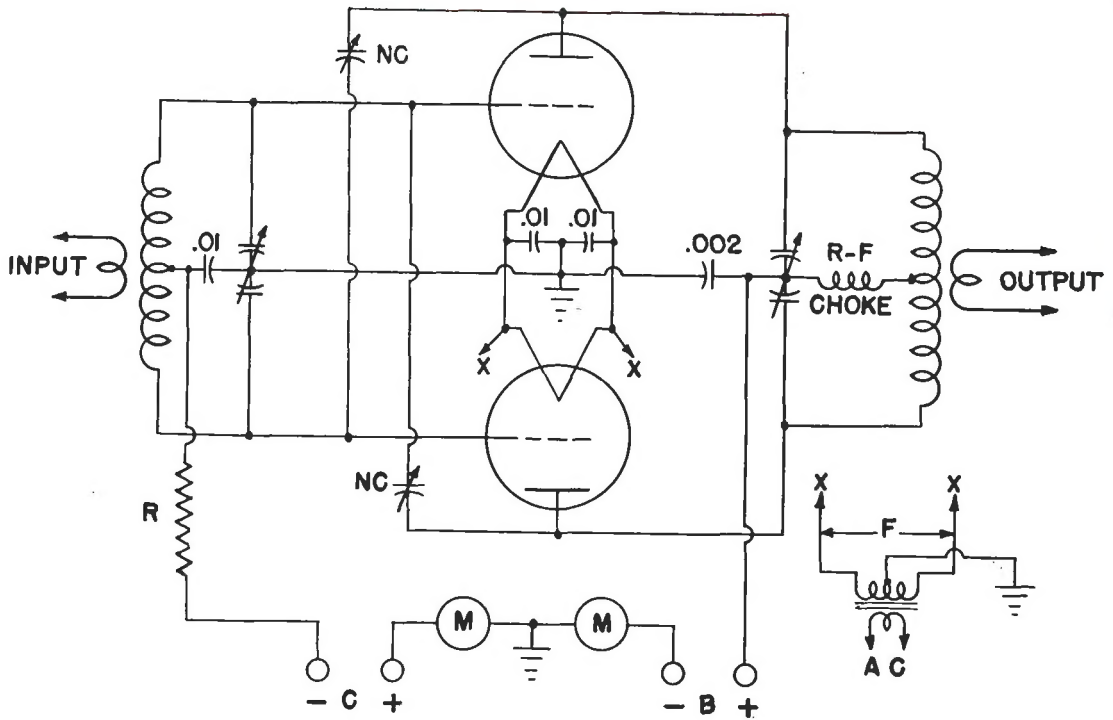 NC
.01
.01
.01
.002
R-F
CHOKE
INPUT
OUTPUT
X
X
NC
R
X
X
F
M
M
A C
- C +
- B +